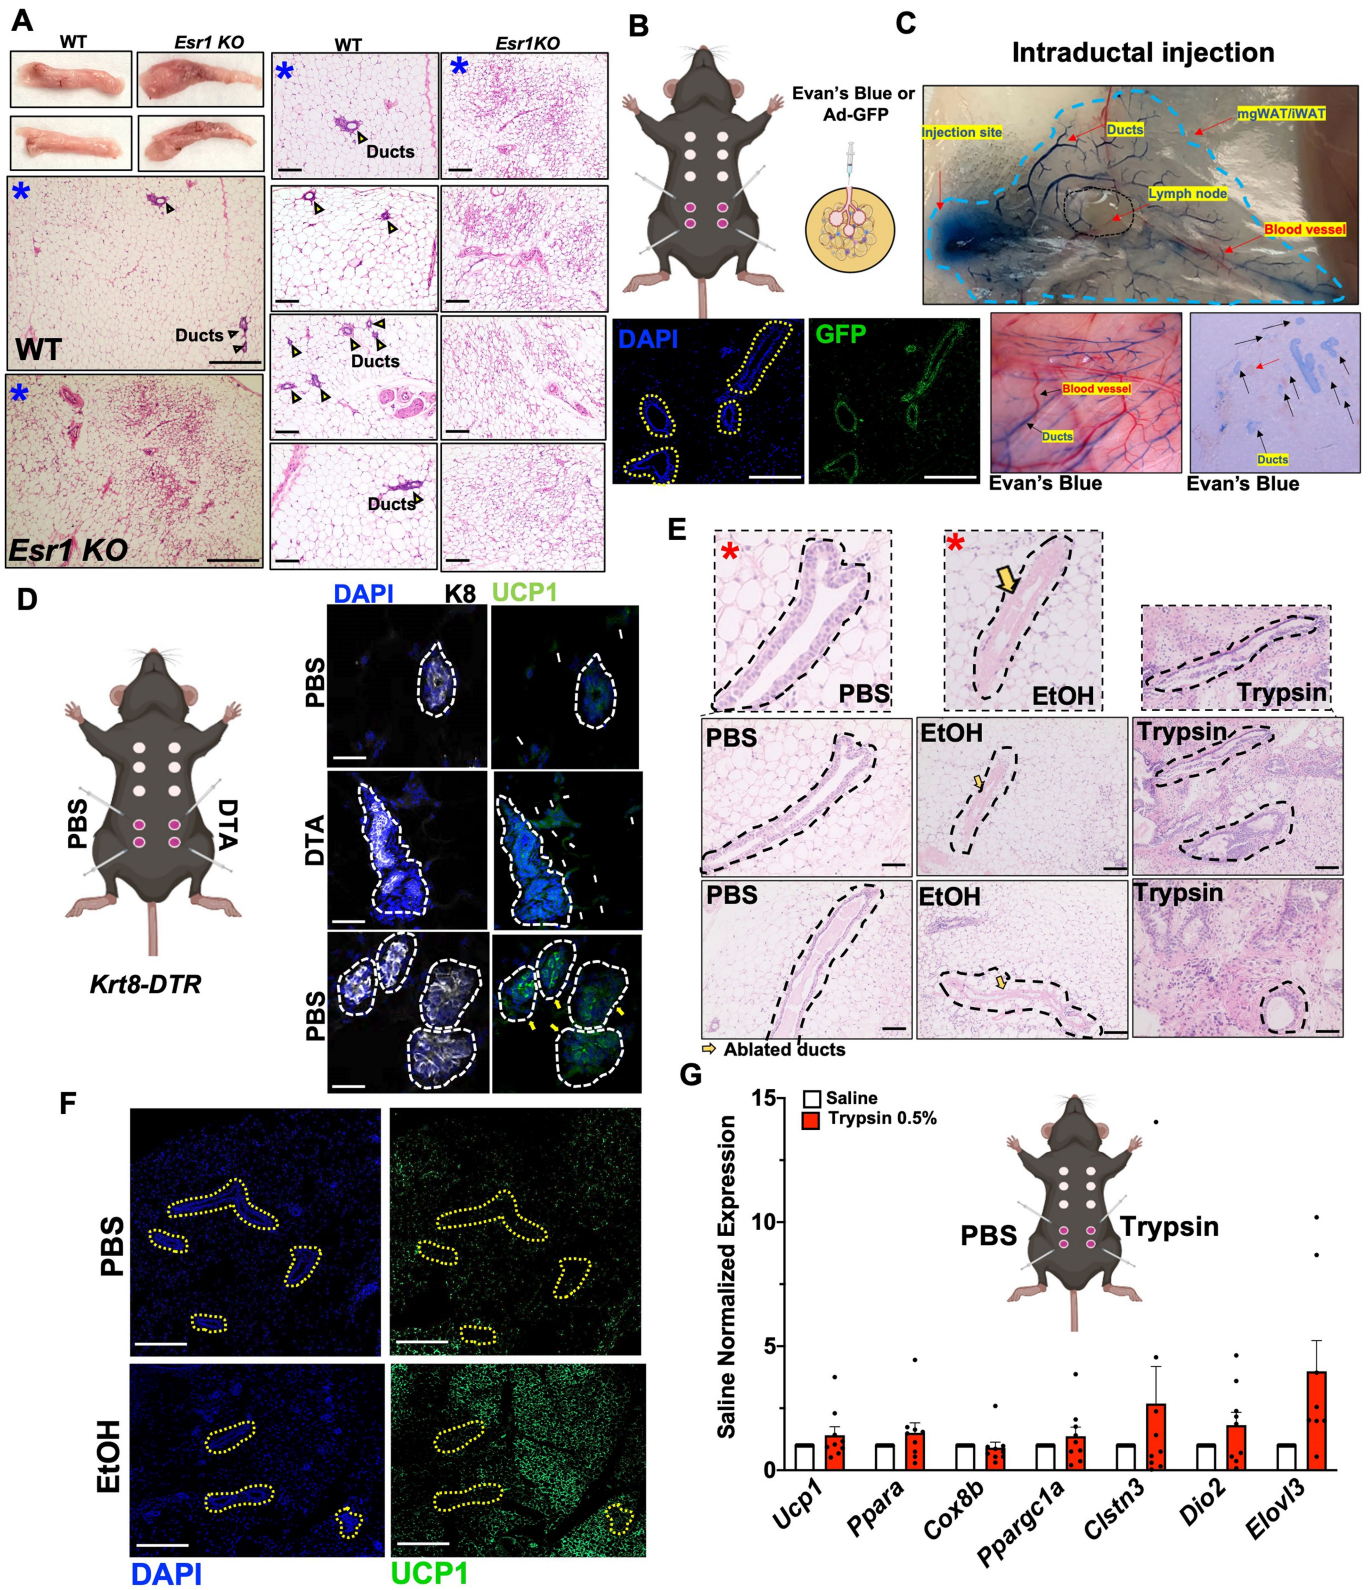 A
WT
Esr1 KO
WT
Esr1KO
Ducts
Ducts
WT
Ducts
Ducts
Esr1 KO
B
Evan's Blue or
Ad-GFP
DAPI
GFP
C
Intraductal injection
Injection site
Ducts
mgWAT/iWAT
Lymph node
Blood vessel
Blood vessel
Ducts
Ducts
Evan's Blue
Evan's Blue
D
PBS
DTA
Krt8-DTR
DAPI
K8
UCP1
PBS
DTA
PBS
E
PBS
EtOH
Trypsin
PBS
EtOH
Trypsin
PBS
EtOH
Trypsin
Ablated ducts
F
PBS
EtOH
DAPI
UCP1
G
Saline Normalized Expression
15
10
5
0
Saline
Trypsin 0.5%
PBS
Trypsin
Ucp1
Ppara
Cox8b
Ppargc1a
Clstn3
Dio2
Elovl3